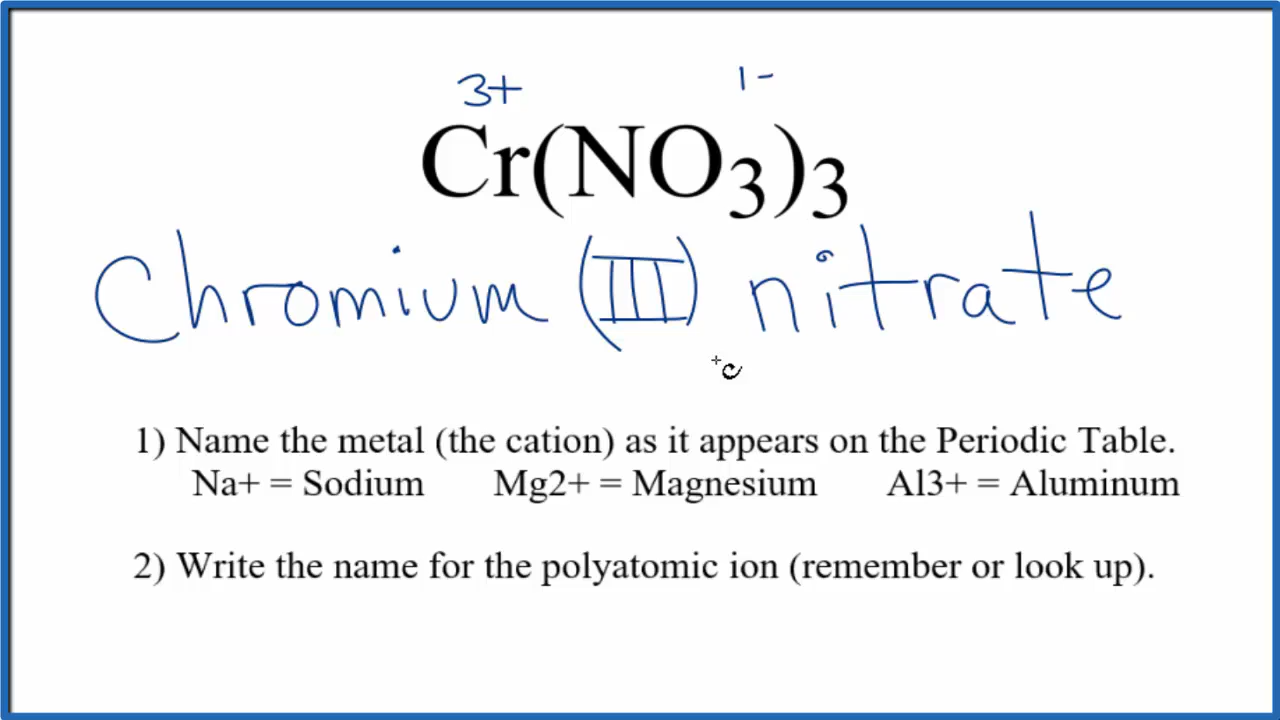 3+ 1-
Cr(NO3)3
Chromium (III) nitrate
1) Name the metal (the cation) as it appears on the Periodic Table.
Na+ = Sodium Mg2+ = Magnesium Al3+ = Aluminum
2) Write the name for the polyatomic ion (remember or look up).